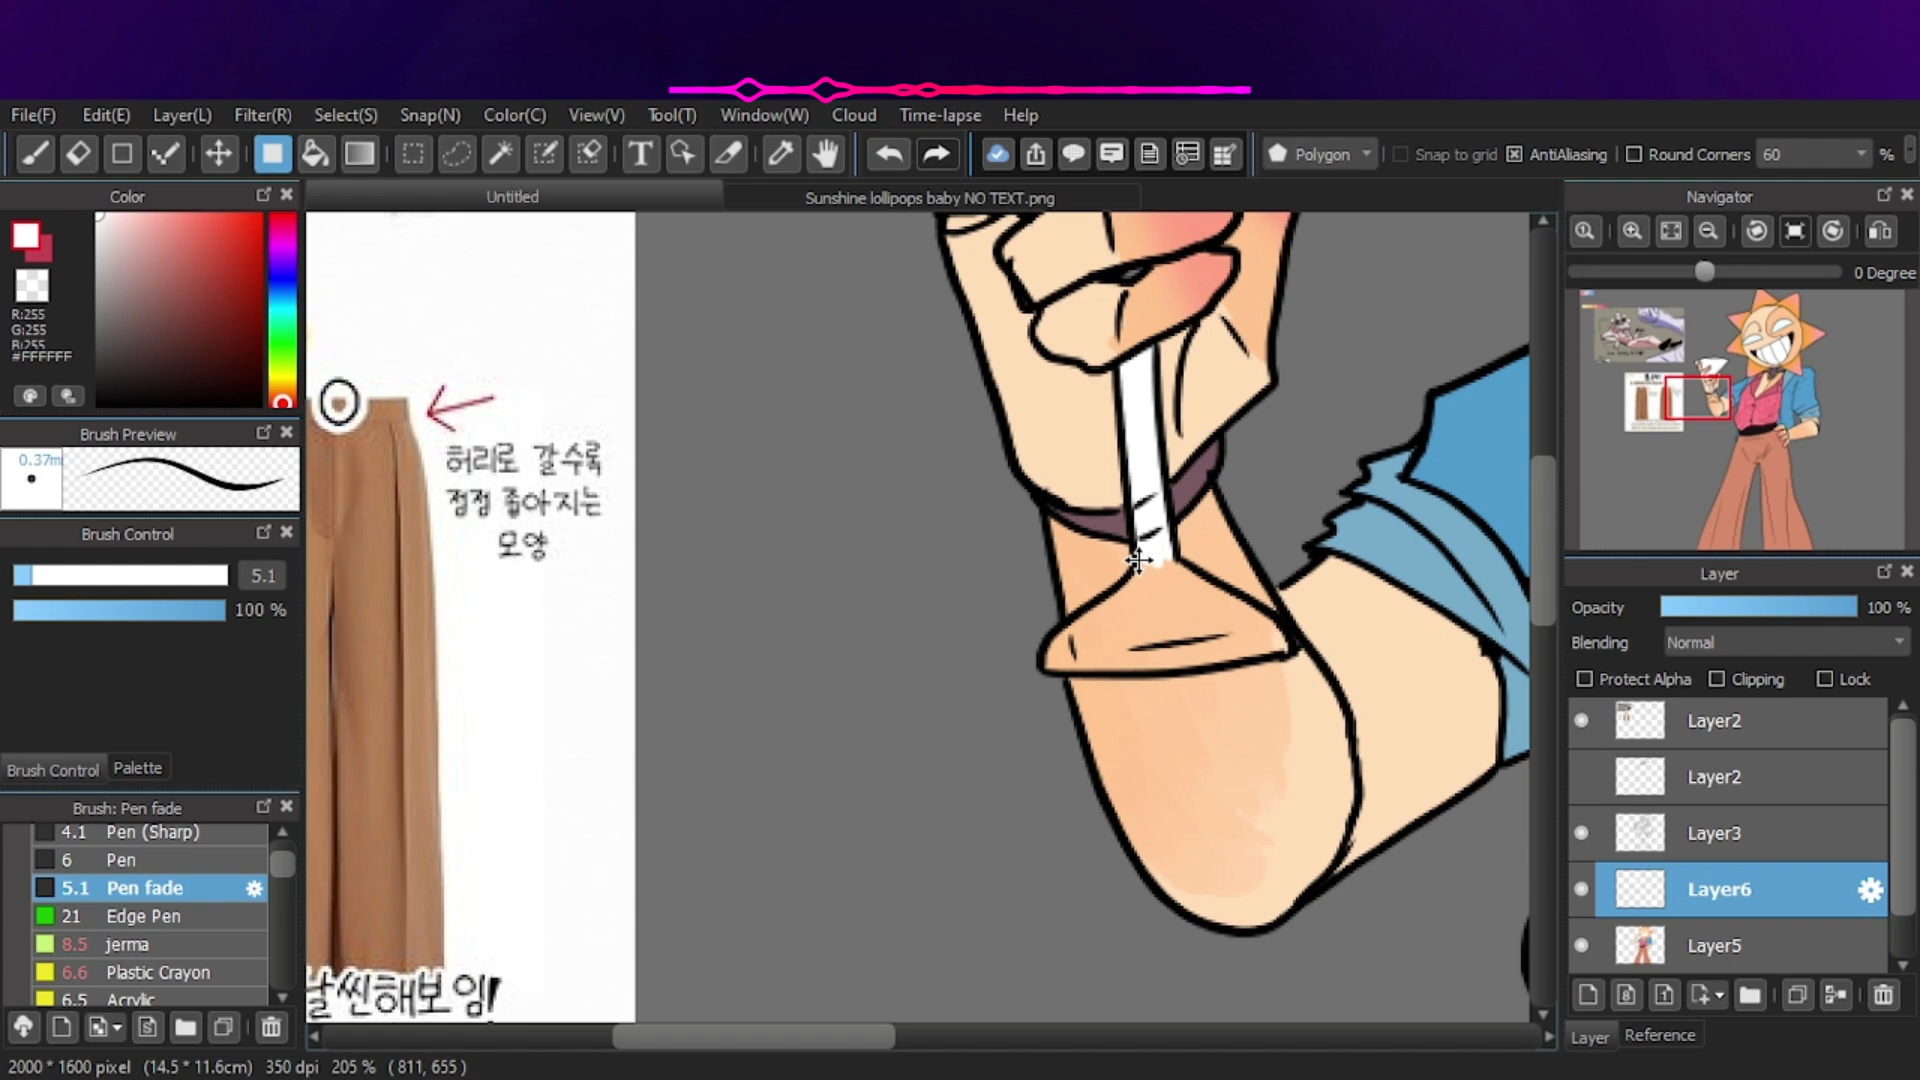 File(F) Edit(E) Layer(L) Filter(R) Select(S) Snap(N) Color(C) View(V) Tool(T) Window(W) Cloud Time-lapse Help
Polygon Snap to grid AntiAliasing Round Corners 60 %
Color
Untitled
Sunshine lollipops baby NO TEXT.png
Navigator
0 Degree
R:255
G:255
B:255
#FFFFFF
Brush Preview
0.37m
Brush Control
5.1
100 %
Brush Control Palette
Brush: Pen fade
4.1 Pen (Sharp)
6 Pen
5.1 Pen fade
21 Edge Pen
8.5 jerma
6.6 Plastic Crayon
6.5 Acrylic
허리로 갈수록
점점 좁아지는
모양
날씬해보임!
Layer
Opacity 100 %
Blending Normal
Protect Alpha Clipping Lock
Layer2
Layer2
Layer3
Layer6
Layer5
Layer Reference
2000 * 1600 pixel (14.5 * 11.6cm) 350 dpi 205 % ( 811, 655 )